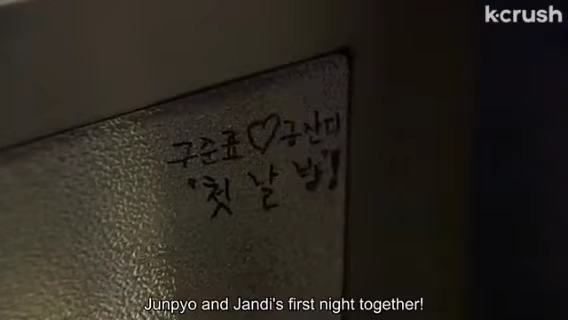 k·crush
구준표♡금잔디
'첫날밤'!
Junpyo and Jandi's first night together!